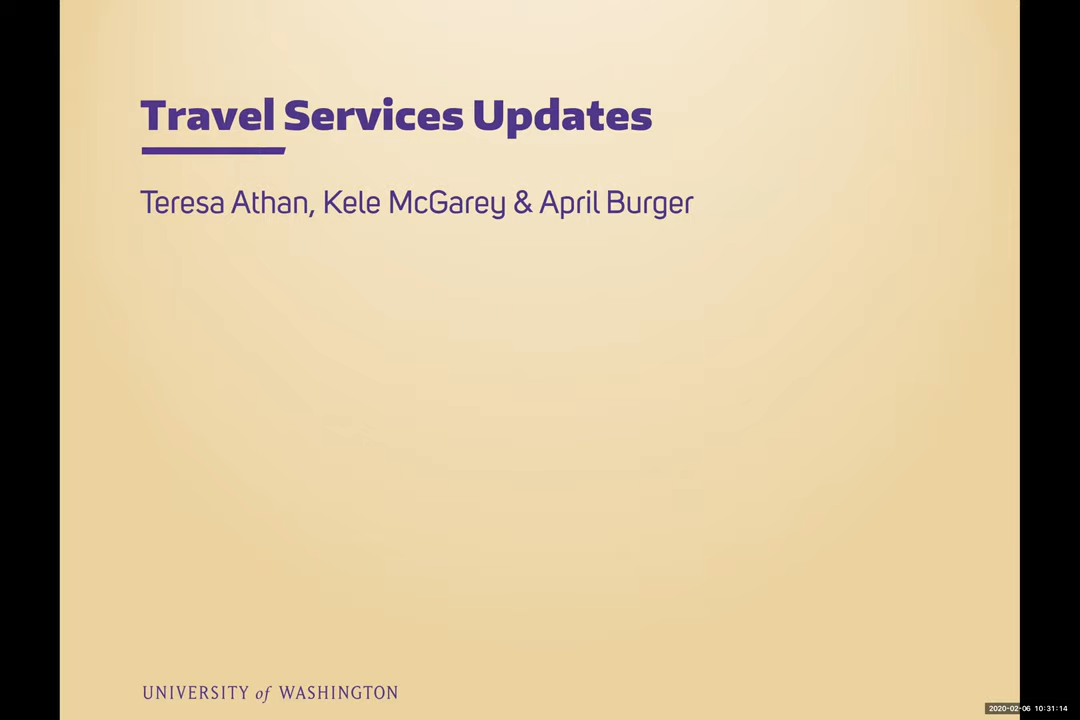 Travel Services Updates
Teresa Athan, Kele McGarey & April Burger
UNIVERSITY of WASHINGTON
2020-02-06 10:31:14